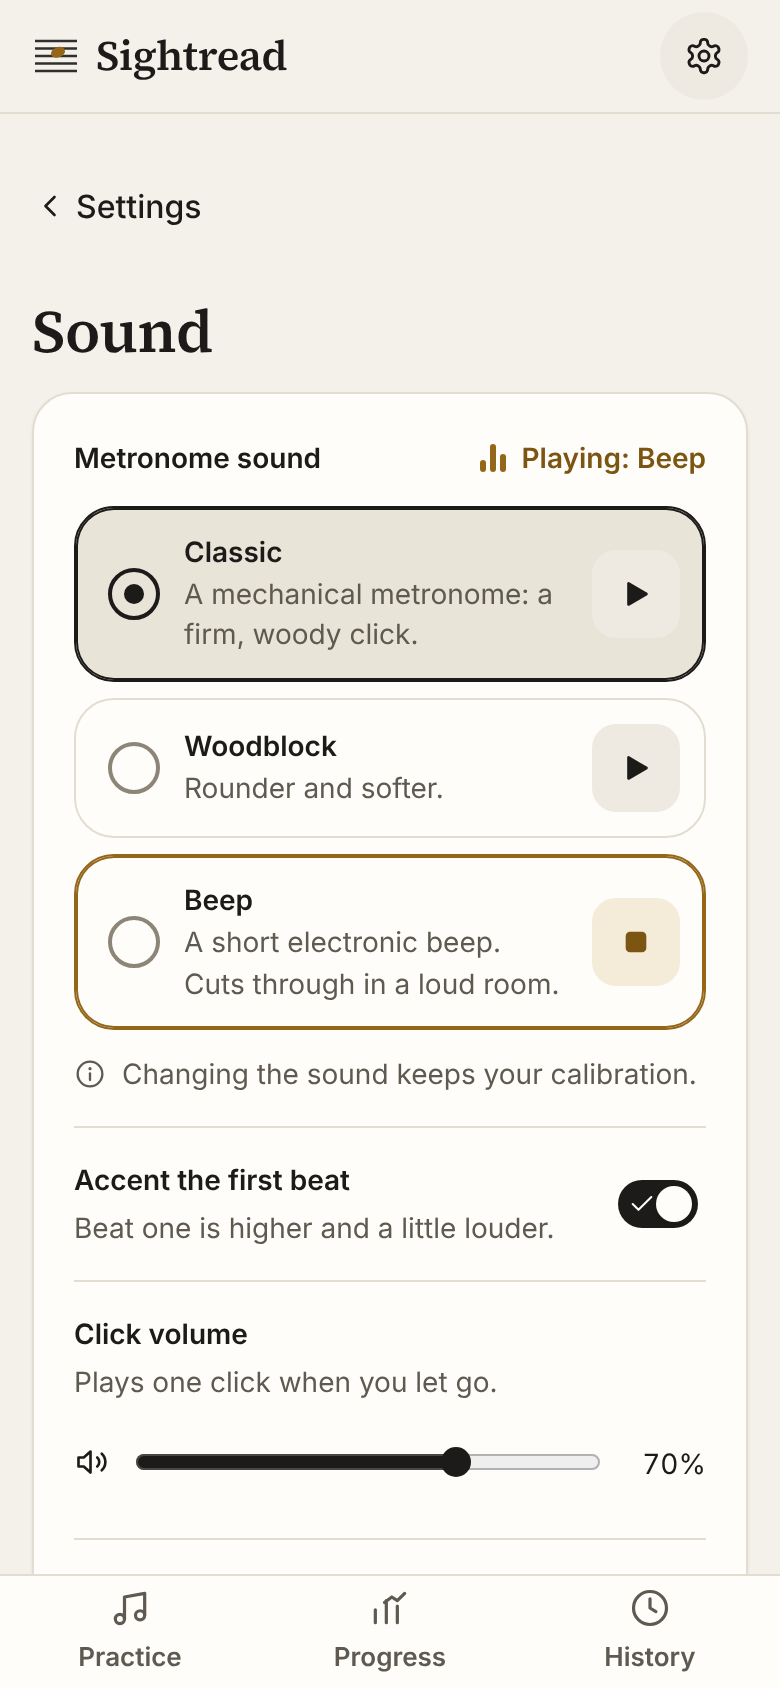 Sightread
Settings
Sound
Metronome sound
Playing: Beep
Classic
A mechanical metronome: a
firm, woody click.
Woodblock
Rounder and softer.
Beep
A short electronic beep.
Cuts through in a loud room.
Changing the sound keeps your calibration.
Accent the first beat
Beat one is higher and a little louder.
Click volume
Plays one click when you let go.
70%
Practice
Progress
History